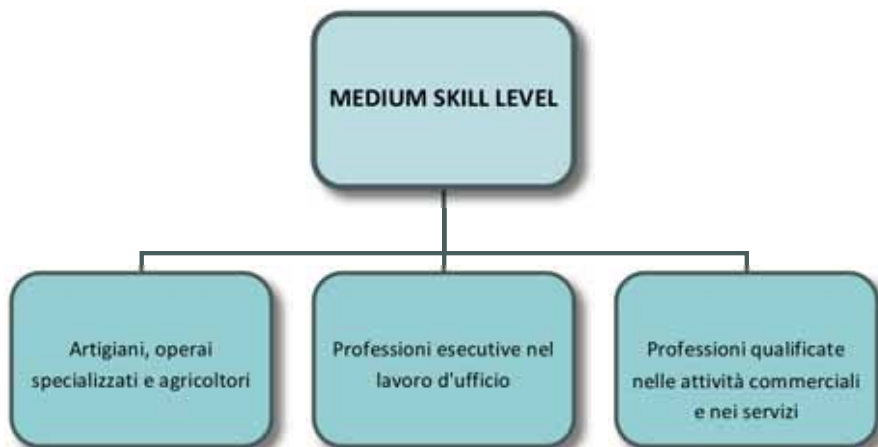 MEDIUM SKILL LEVEL
Artigiani, operai
specializzati e agricoltori
Professioni esecutive nel
lavoro d'ufficio
Professioni qualificate
nelle attività commerciali
e nei servizi